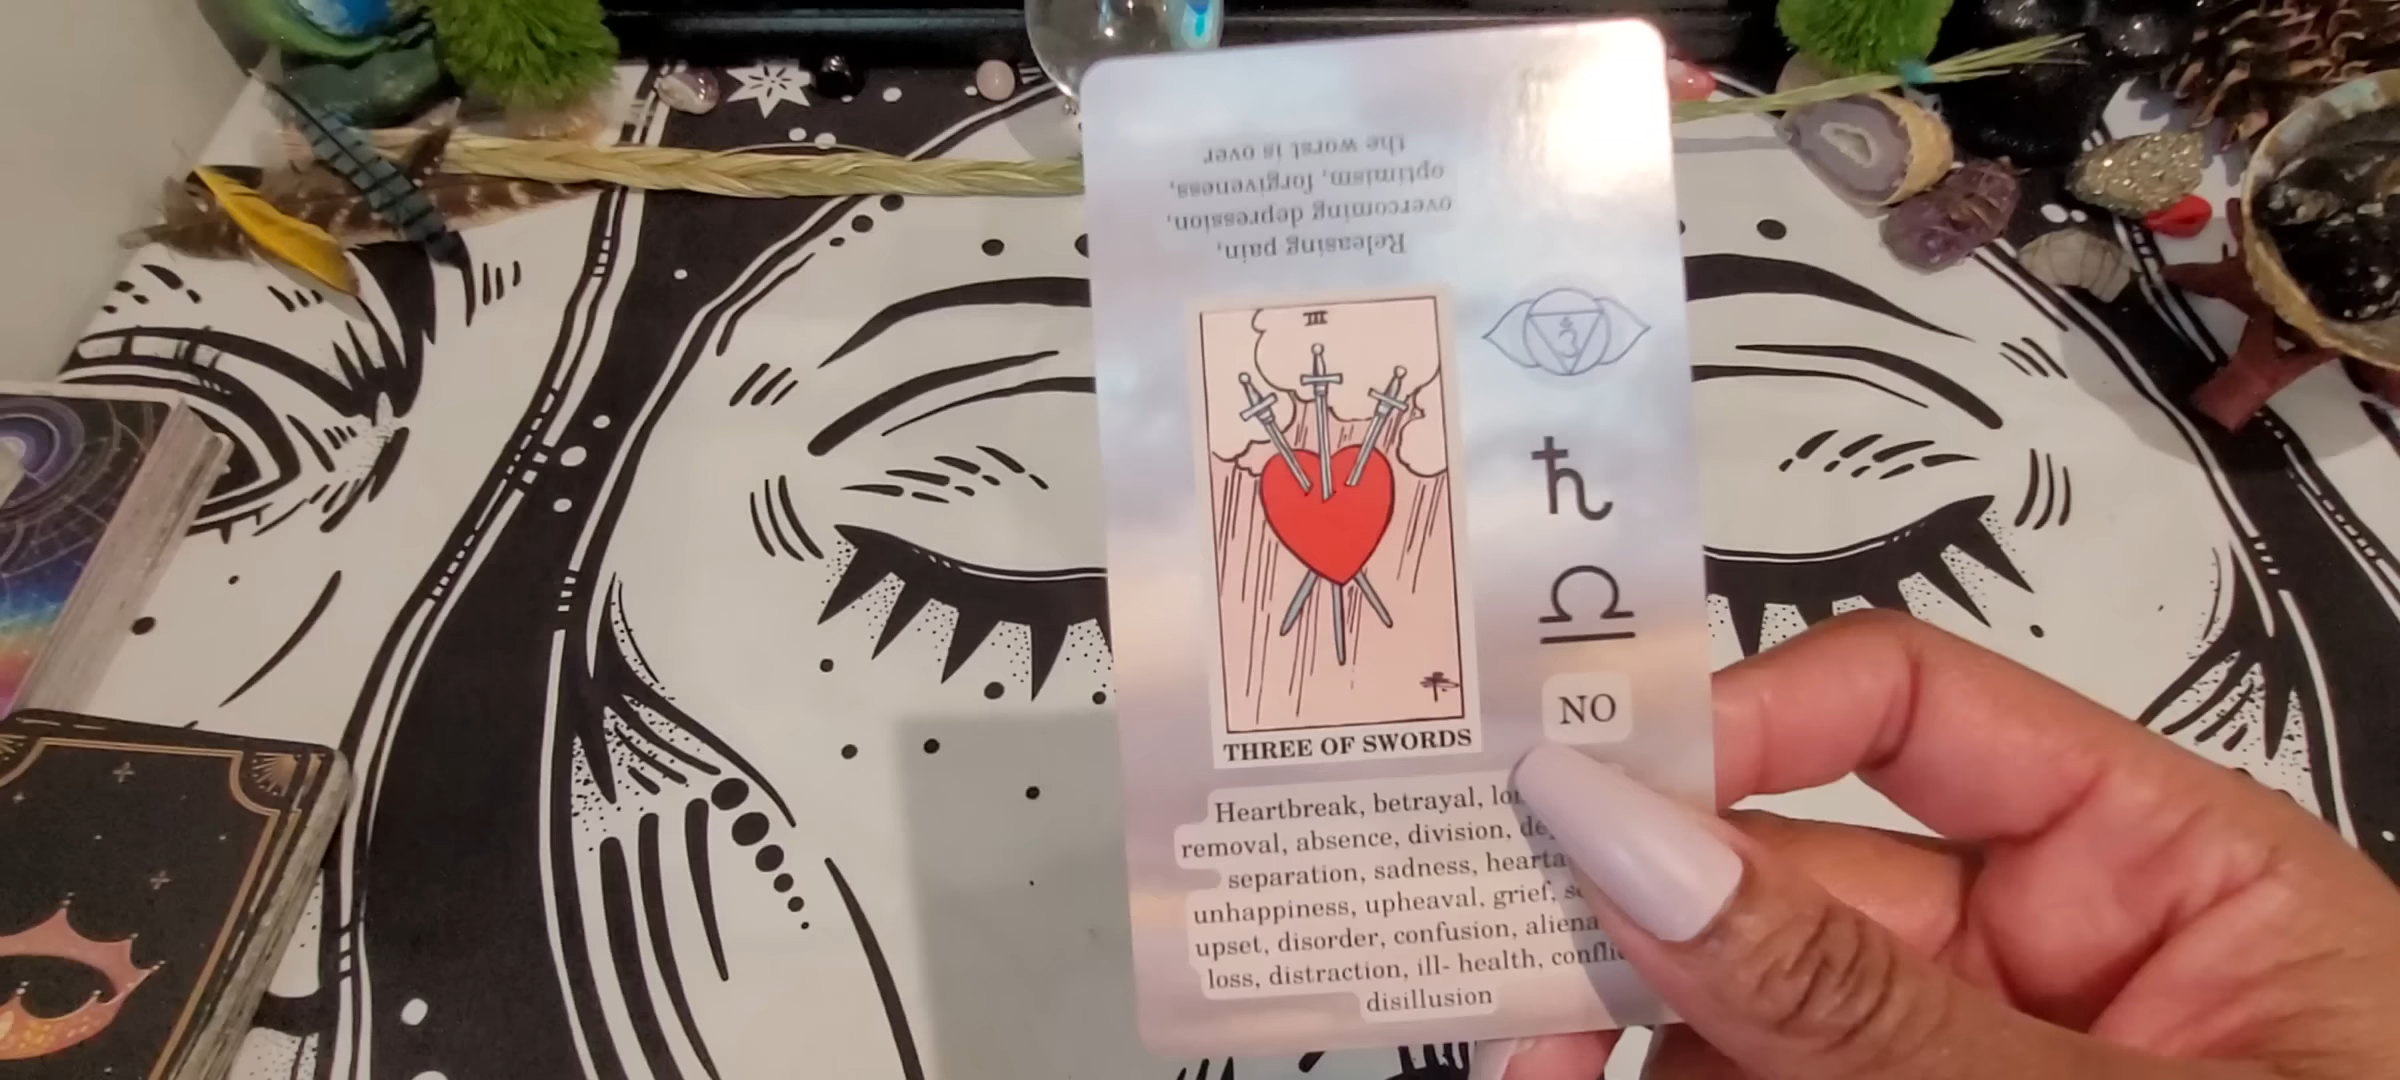 Releasing pain,
overcoming depression,
optimism, forgiveness,
the worst is over
III
THREE OF SWORDS
NO
Heartbreak, betrayal,
removal, absence, division,
separation, sadness,
unhappiness, upheaval, grief,
upset, disorder, confusion,
loss, distraction, ill- health,
disillusion